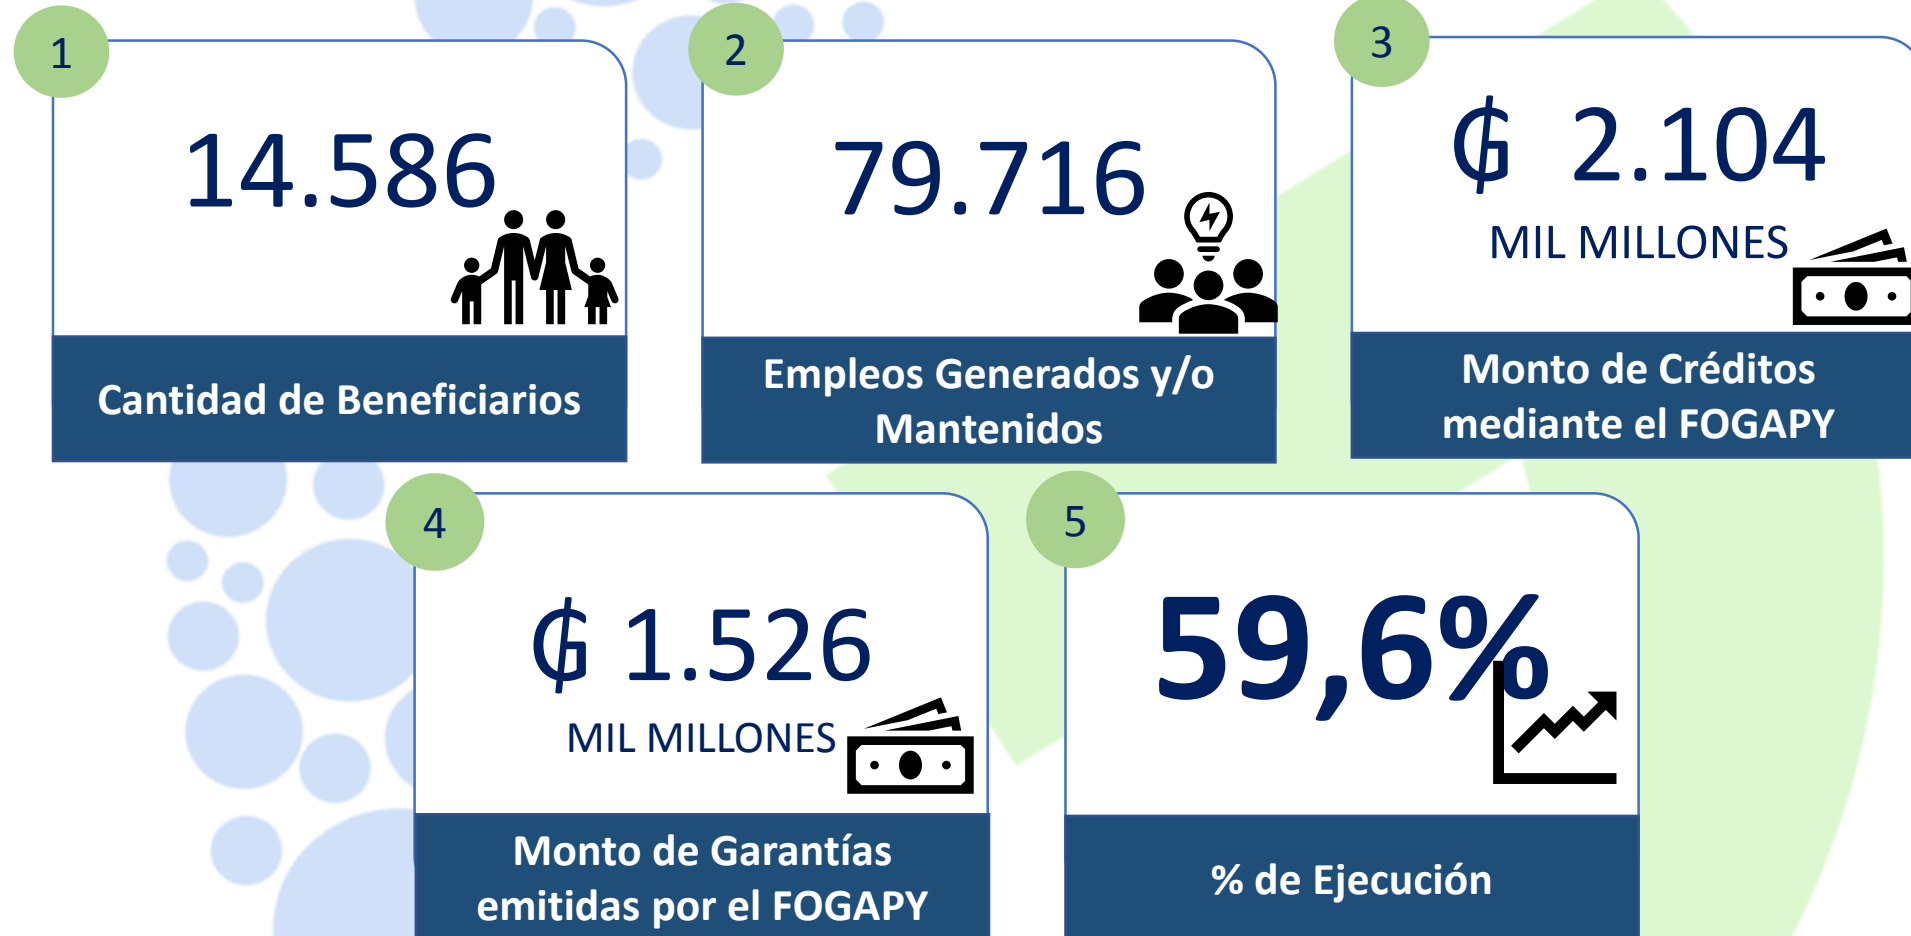 1
14.586
Cantidad de Beneficiarios
2
79.716
Empleos Generados y/o
Mantenidos
3
₲ 2.104
MIL MILLONES
Monto de Créditos
mediante el FOGAPY
4
₲ 1.526
MIL MILLONES
Monto de Garantías
emitidas por el FOGAPY
5
59,6%
% de Ejecución